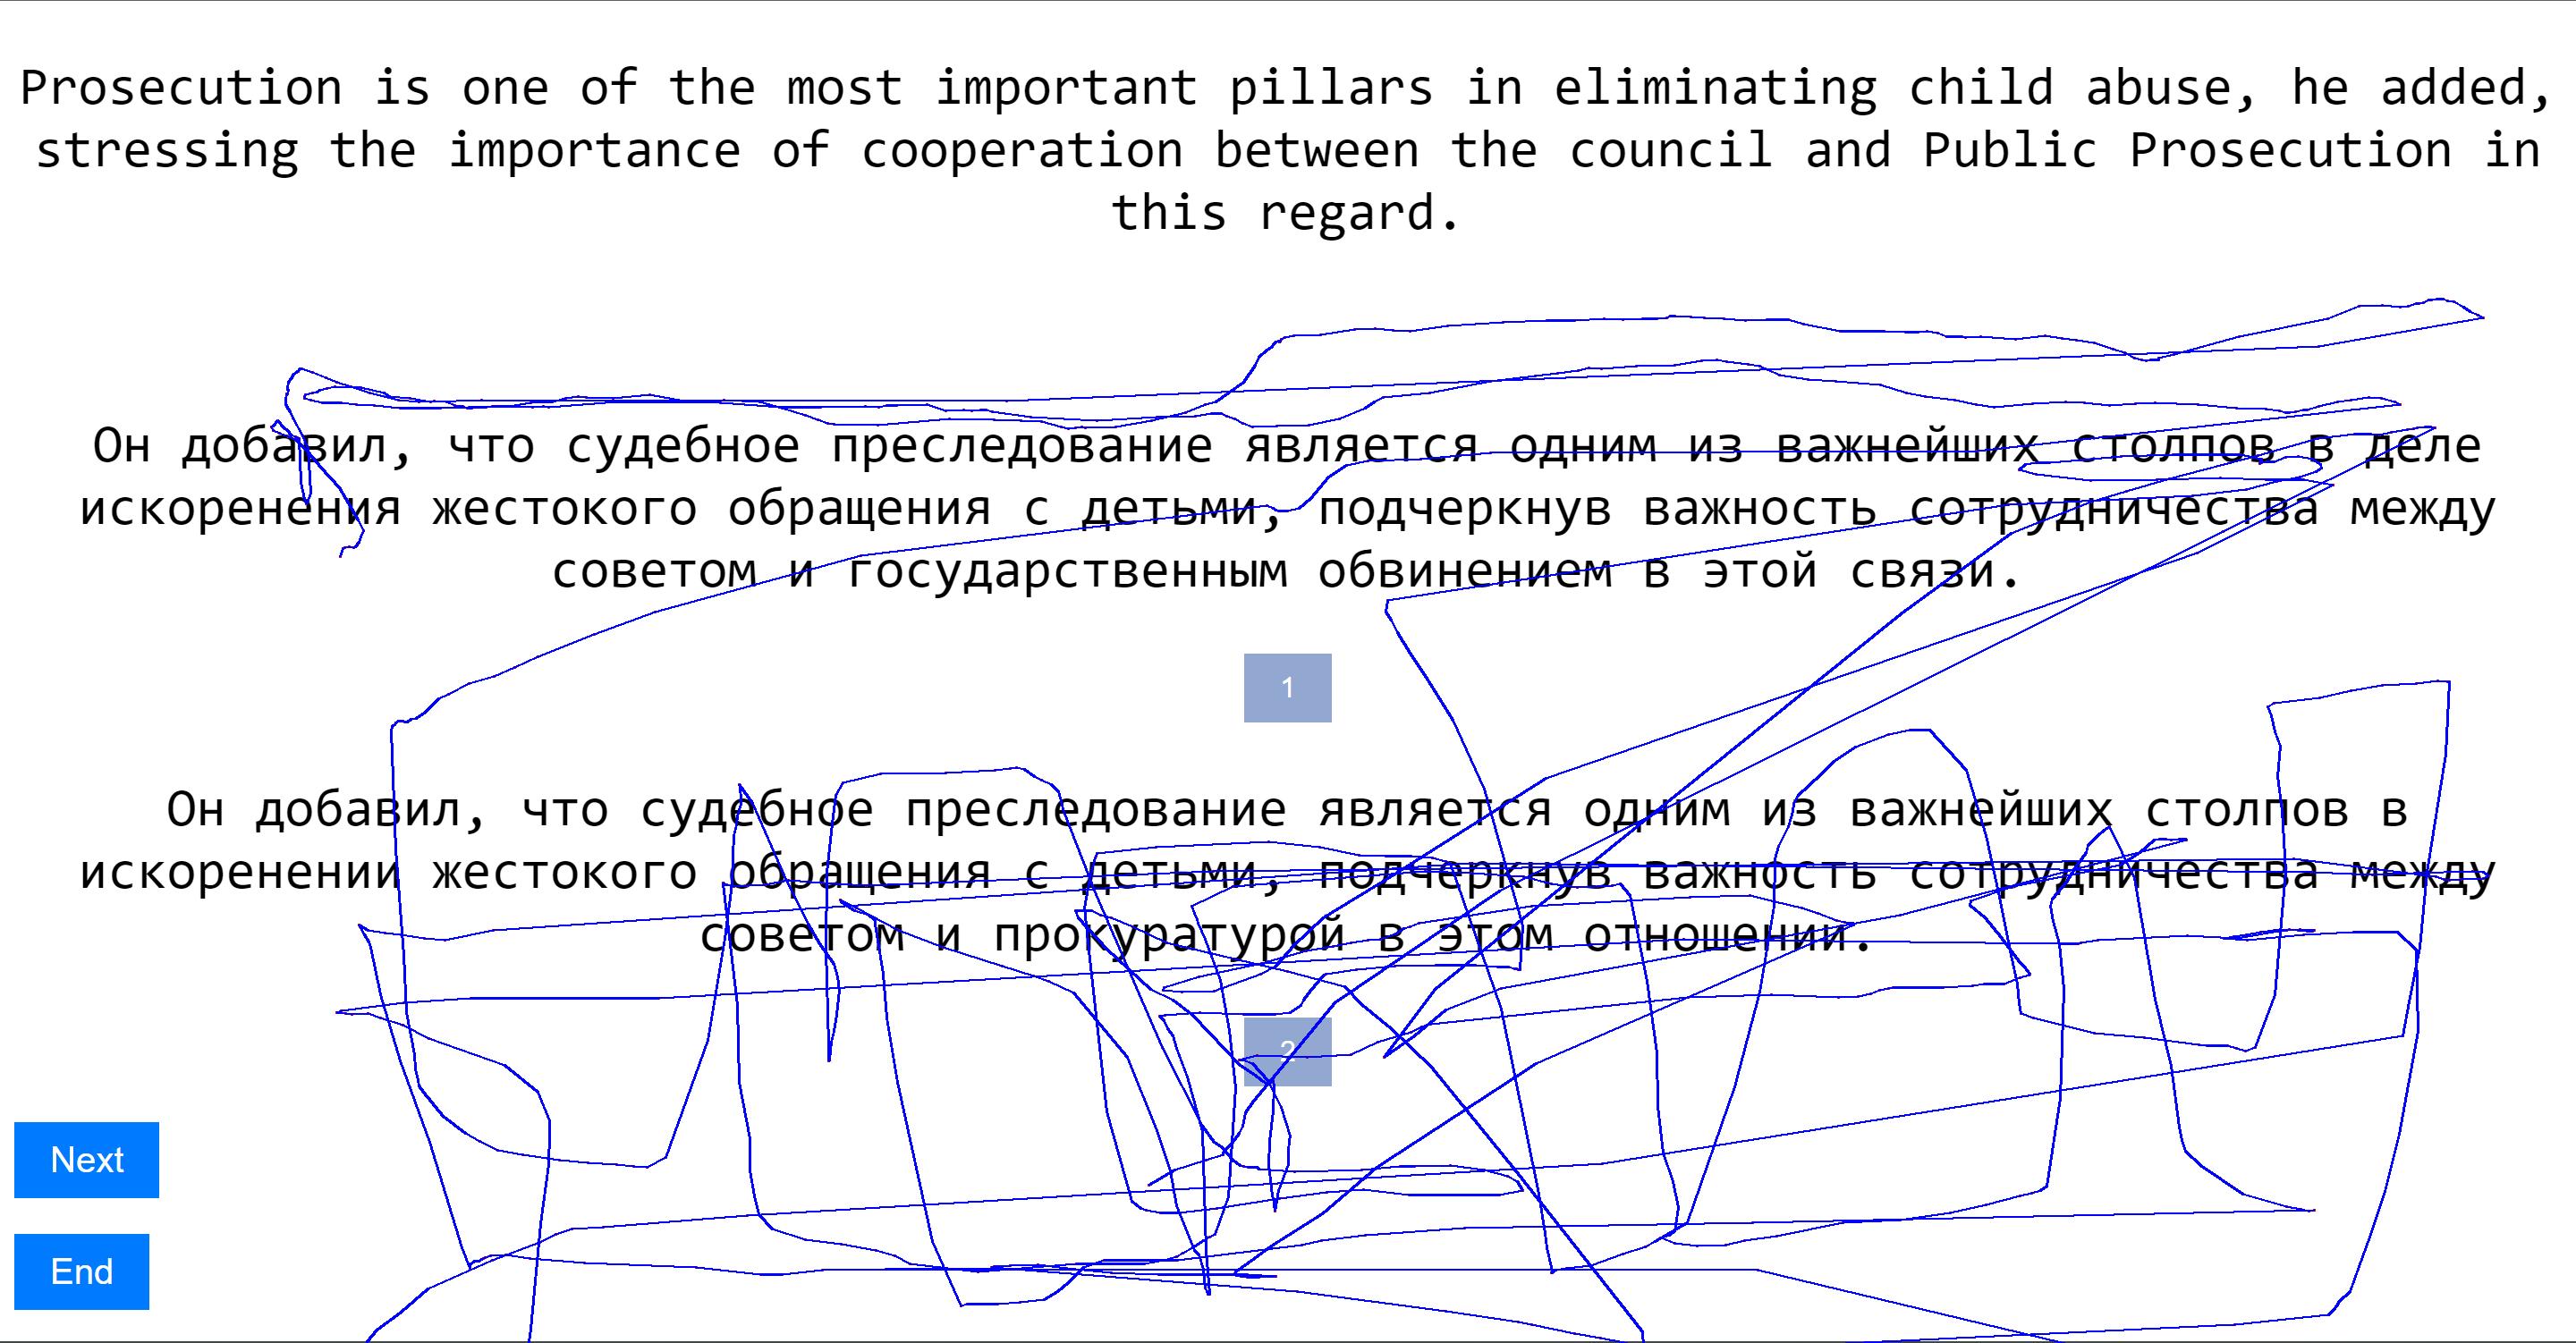 Prosecution is one of the most important pillars in eliminating child abuse, he added,
stressing the importance of cooperation between the council and Public Prosecution in
this regard.
Он добавил, что судебное преследование является одним из важнейших столпов в деле
искоренения жестокого обращения с детьми, подчеркнув важность сотрудничества между
советом и государственным обвинением в этой связи.
1
Он добавил, что судебное преследование является одним из важнейших столпов в
искоренении жестокого обращения с детьми, подчеркнув важность сотрудничества между
советом и прокуратурой в этом отношении.
2
Next
End